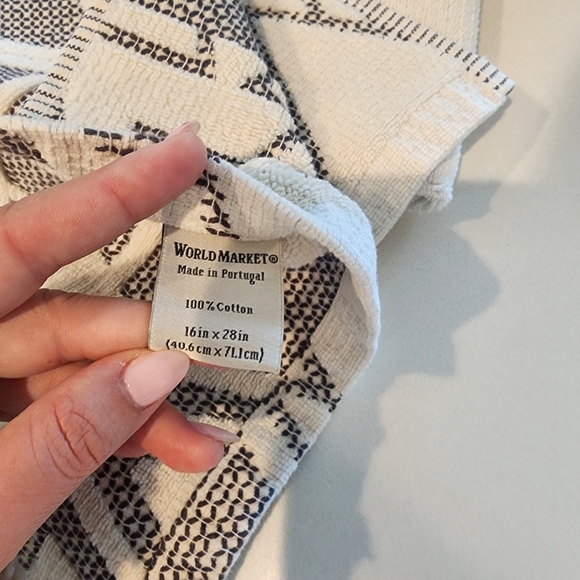 WORLD MARKET®
Made in Portugal
100% Cotton
16in x 28in
(40.6cm x 71.1cm)